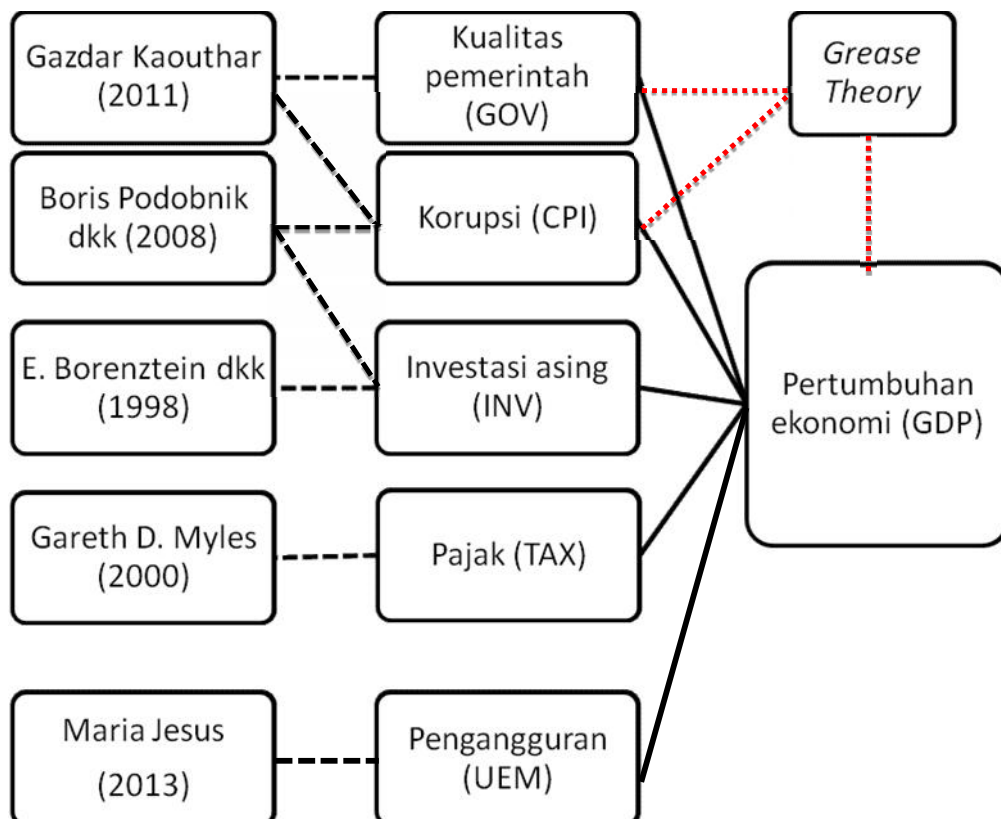 Gazdar Kaouthar
(2011)
Kualitas
pemerintah
(GOV)
Grease
Theory
Boris Podobnik
dkk (2008)
Korupsi (CPI)
E. Borenztein dkk
(1998)
Investasi asing
(INV)
Pertumbuhan
ekonomi (GDP)
Gareth D. Myles
(2000)
Pajak (TAX)
Maria Jesus
(2013)
Pengangguran
(UEM)